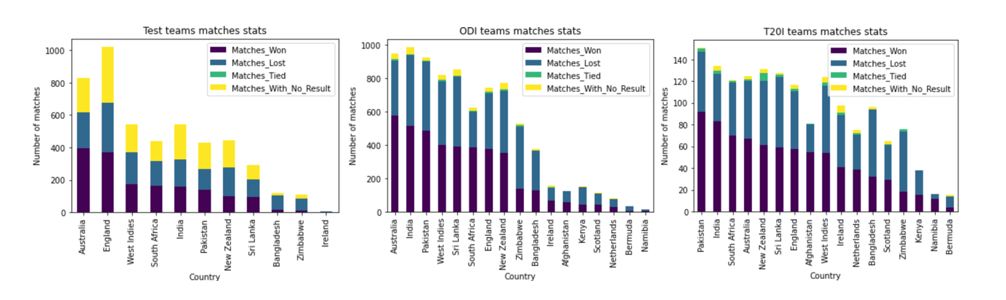 Test teams matches stats
Number of matches
1000
800
600
400
200
0
Matches_Won
Matches_Lost
Matches_Tied
Matches_With_No_Result
Australia
England
West Indies
South Africa
India
Pakistan
New Zealand
Sri Lanka
Bangladesh
Zimbabwe
Ireland
Country
ODI teams matches stats
Number of matches
1000
800
600
400
200
0
Matches_Won
Matches_Lost
Matches_Tied
Matches_With_No_Result
Australia
India
Pakistan
West Indies
Sri Lanka
South Africa
England
New Zealand
Zimbabwe
Bangladesh
Ireland
Afghanistan
Kenya
Scotland
Netherlands
Bermuda
Namibia
Country
T20I teams matches stats
Number of matches
140
120
100
80
60
40
20
0
Matches_Won
Matches_Lost
Matches_Tied
Matches_With_No_Result
Pakistan
India
South Africa
Australia
New Zealand
Sri Lanka
England
Afghanistan
West Indies
Ireland
Netherlands
Bangladesh
Scotland
Zimbabwe
Kenya
Namibia
Bermuda
Country